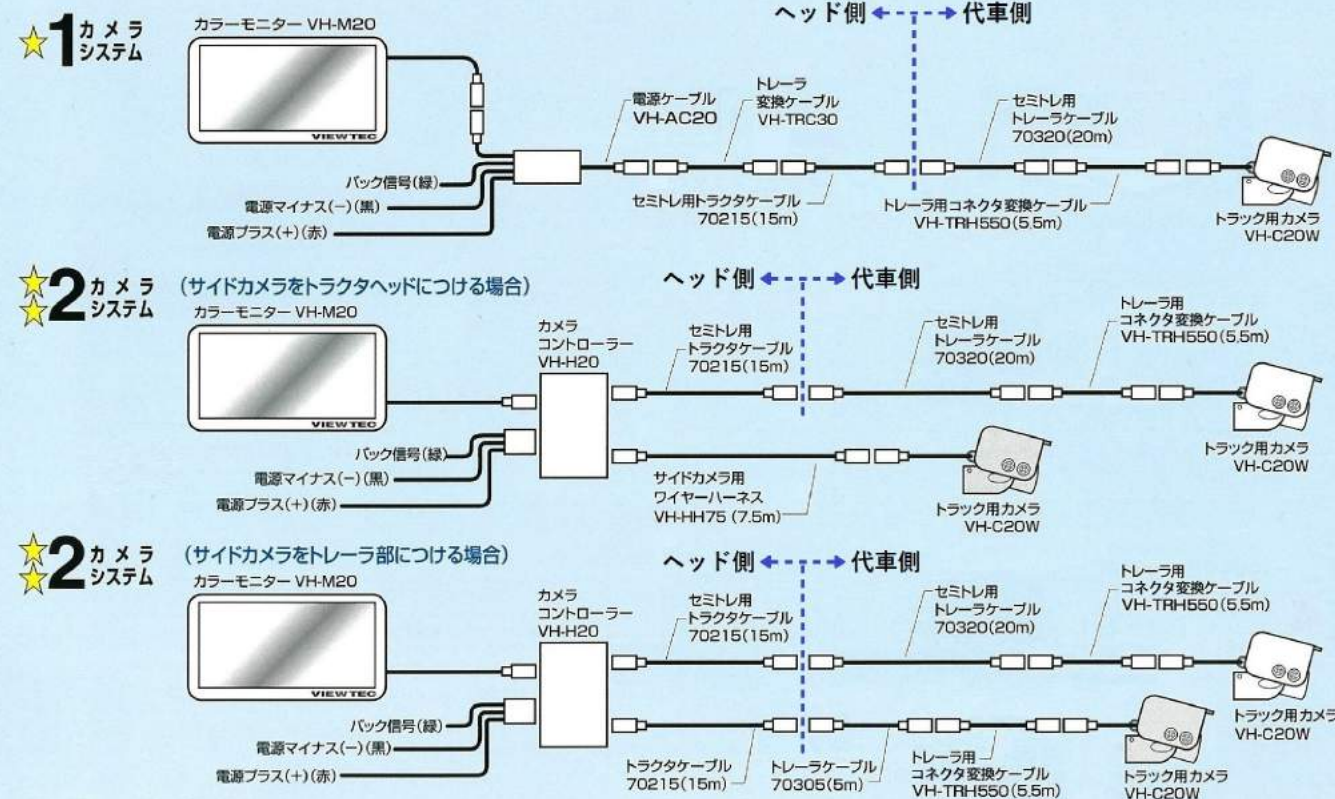 1 カメラ
システム
カラーモニター VH-M20
VIEWTEC
バック信号(緑)
電源マイナス(−)(黒)
電源プラス(+)(赤)
ヘッド側 代車側
電源ケーブル
VH-AC20
トレーラ
変換ケーブル
VH-TRC30
セミトレ用
トレーラケーブル
70320(20m)
セミトレ用トラクタケーブル
70215(15m)
トレーラ用コネクタ変換ケーブル
VH-TRH550(5.5m)
トラック用カメラ
VH-C20W
2 カメラ
システム
(サイドカメラをトラクタヘッドにつける場合)
カラーモニター VH-M20
VIEWTEC
バック信号(緑)
電源マイナス(−)(黒)
電源プラス(+)(赤)
カメラ
コントローラー
VH-H20
ヘッド側 代車側
セミトレ用
トラクタケーブル
70215(15m)
セミトレ用
トレーラケーブル
70320(20m)
トレーラ用
コネクタ変換ケーブル
VH-TRH550(5.5m)
トラック用カメラ
VH-C20W
サイドカメラ用
ワイヤーハーネス
VH-HH75 (7.5m)
トラック用カメラ
VH-C20W
2 カメラ
システム
(サイドカメラをトレーラ部につける場合)
カラーモニター VH-M20
VIEWTEC
バック信号(緑)
電源マイナス(−)(黒)
電源プラス(+)(赤)
カメラ
コントローラー
VH-H20
ヘッド側 代車側
セミトレ用
トラクタケーブル
70215(15m)
セミトレ用
トレーラケーブル
70320(20m)
トレーラ用
コネクタ変換ケーブル
VH-TRH550(5.5m)
トラック用カメラ
VH-C20W
トラクタケーブル
70215(15m)
トレーラケーブル
70305(5m)
トレーラ用
コネクタ変換ケーブル
VH-TRH550(5.5m)
トラック用カメラ
VH-C20W